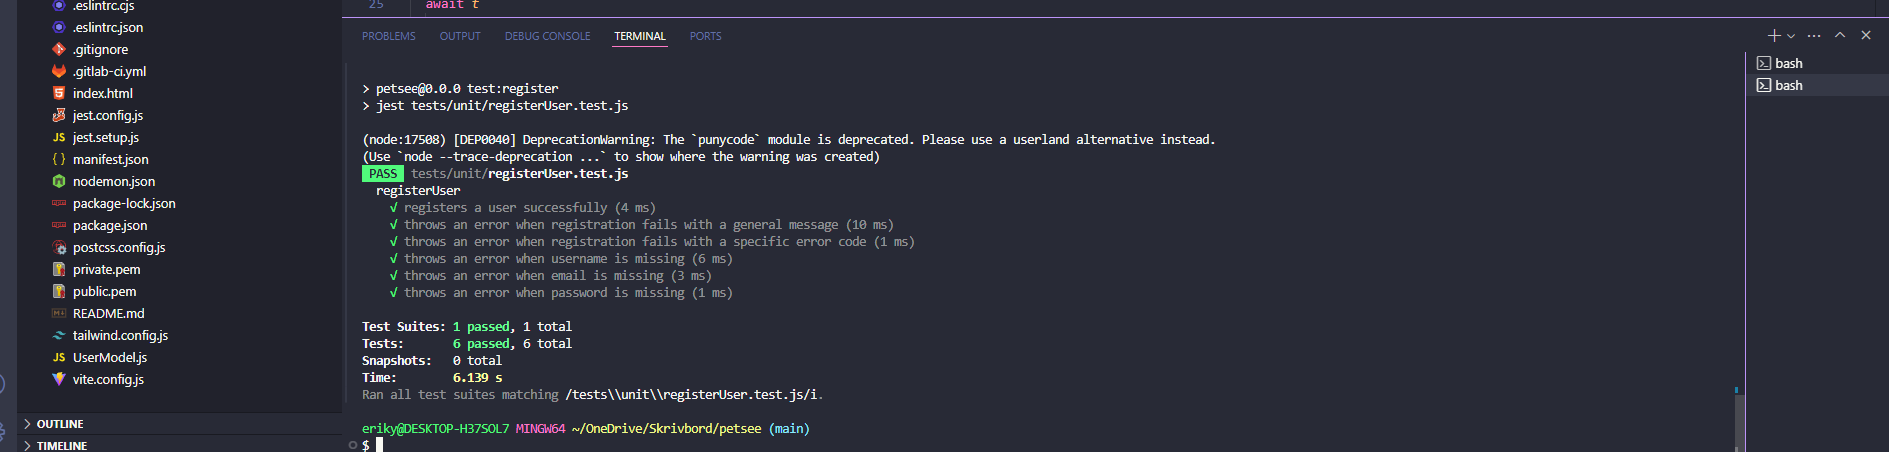 .eslintrc.cjs
.eslintrc.json
.gitignore
.gitlab-ci.yml
index.html
jest.config.js
JS jest.setup.js
{ } manifest.json
nodemon.json
package-lock.json
package.json
postcss.config.js
private.pem
public.pem
README.md
tailwind.config.js
JS UserModel.js
vite.config.js
> OUTLINE
> TIMELINE
25 await t
PROBLEMS OUTPUT DEBUG CONSOLE TERMINAL PORTS
> petsee@0.0.0 test:register
> jest tests/unit/registerUser.test.js
(node:17508) [DEP0040] DeprecationWarning: The `punycode` module is deprecated. Please use a userland alternative instead.
(Use `node --trace-deprecation ...` to show where the warning was created)
PASS tests/unit/registerUser.test.js
registerUser
√ registers a user successfully (4 ms)
√ throws an error when registration fails with a general message (10 ms)
√ throws an error when registration fails with a specific error code (1 ms)
√ throws an error when username is missing (6 ms)
√ throws an error when email is missing (3 ms)
√ throws an error when password is missing (1 ms)
Test Suites: 1 passed, 1 total
Tests: 6 passed, 6 total
Snapshots: 0 total
Time: 6.139 s
Ran all test suites matching /tests\\unit\\registerUser.test.js/i.
eriky@DESKTOP-H37SOL7 MINGW64 ~/OneDrive/Skrivbord/petsee (main)
$
bash
bash